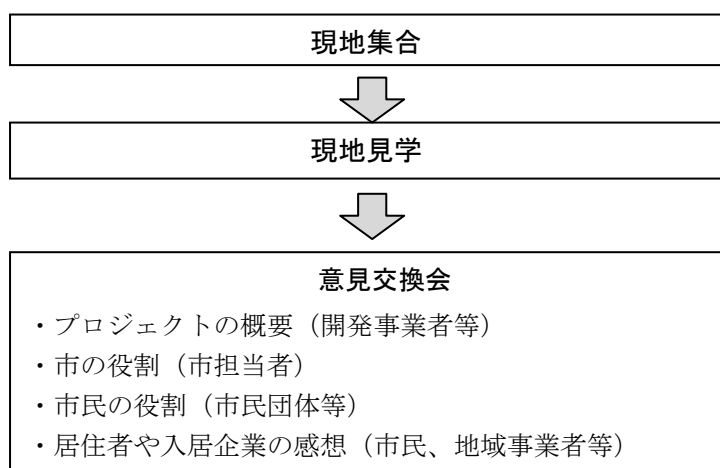 現地集合
現地見学
意見交換会
・プロジェクトの概要（開発事業者等）
・市の役割（市担当者）
・市民の役割（市民団体等）
・居住者や入居企業の感想（市民、地域事業者等）